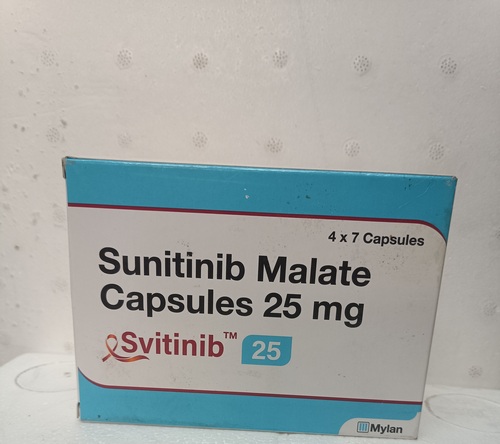 4 x 7 Capsules
Sunitinib Malate
Capsules 25 mg
Svitinib™ 25
Mylan